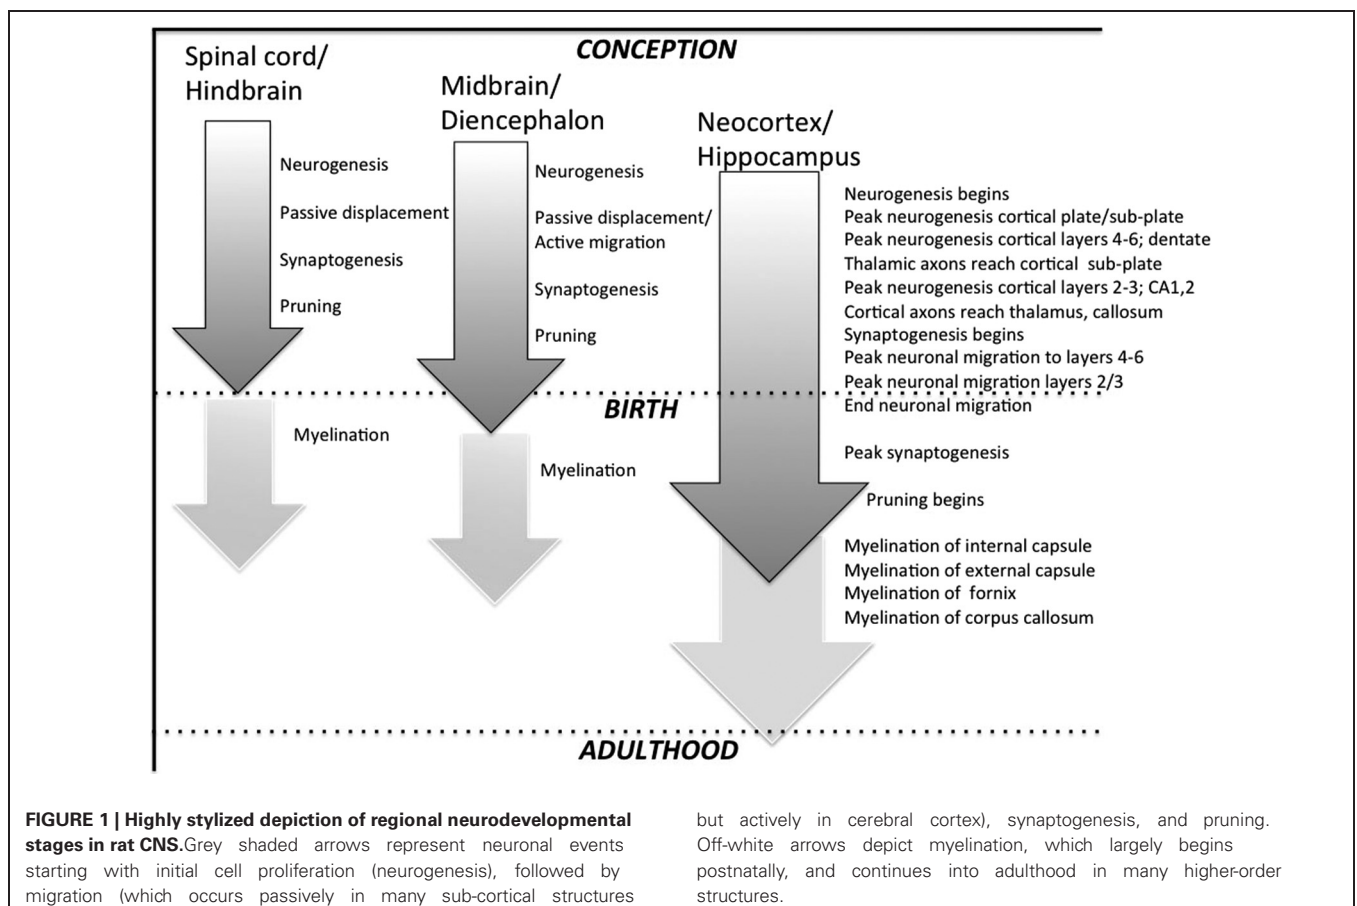 CONCEPTION
Spinal cord/
Hindbrain
Neurogenesis
Passive displacement
Synaptogenesis
Pruning
Midbrain/
Diencephalon
Neurogenesis
Passive displacement/
Active migration
Synaptogenesis
Pruning
Neocortex/
Hippocampus
Neurogenesis begins
Peak neurogenesis cortical plate/sub-plate
Peak neurogenesis cortical layers 4-6; dentate
Thalamic axons reach cortical sub-plate
Peak neurogenesis cortical layers 2-3; CA1,2
Cortical axons reach thalamus, callosum
Synaptogenesis begins
Peak neuronal migration to layers 4-6
Peak neuronal migration layers 2/3
BIRTH
End neuronal migration
Myelination
Myelination
Peak synaptogenesis
Pruning begins
Myelination of internal capsule
Myelination of external capsule
Myelination of fornix
Myelination of corpus callosum
ADULTHOOD
FIGURE 1 | Highly stylized depiction of regional neurodevelopmental
stages in rat CNS.Grey shaded arrows represent neuronal events
starting with initial cell proliferation (neurogenesis), followed by
migration (which occurs passively in many sub-cortical structures
but actively in cerebral cortex), synaptogenesis, and pruning.
Off-white arrows depict myelination, which largely begins
postnatally, and continues into adulthood in many higher-order
structures.